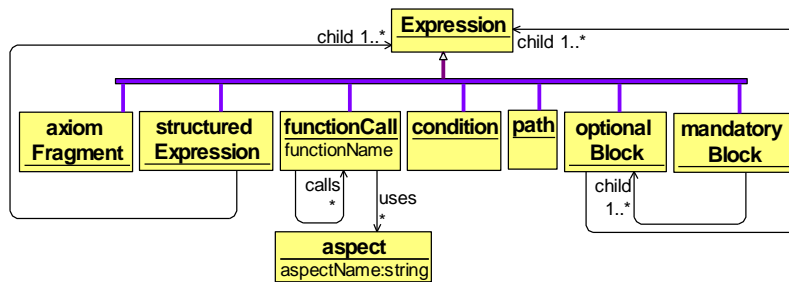 Expression
child 1..*
child 1..*
axiom
Fragment
structured
Expression
functionCall
functionName
condition
path
optional
Block
mandatory
Block
calls
*
uses
*
child
1..*
aspect
aspectName:string